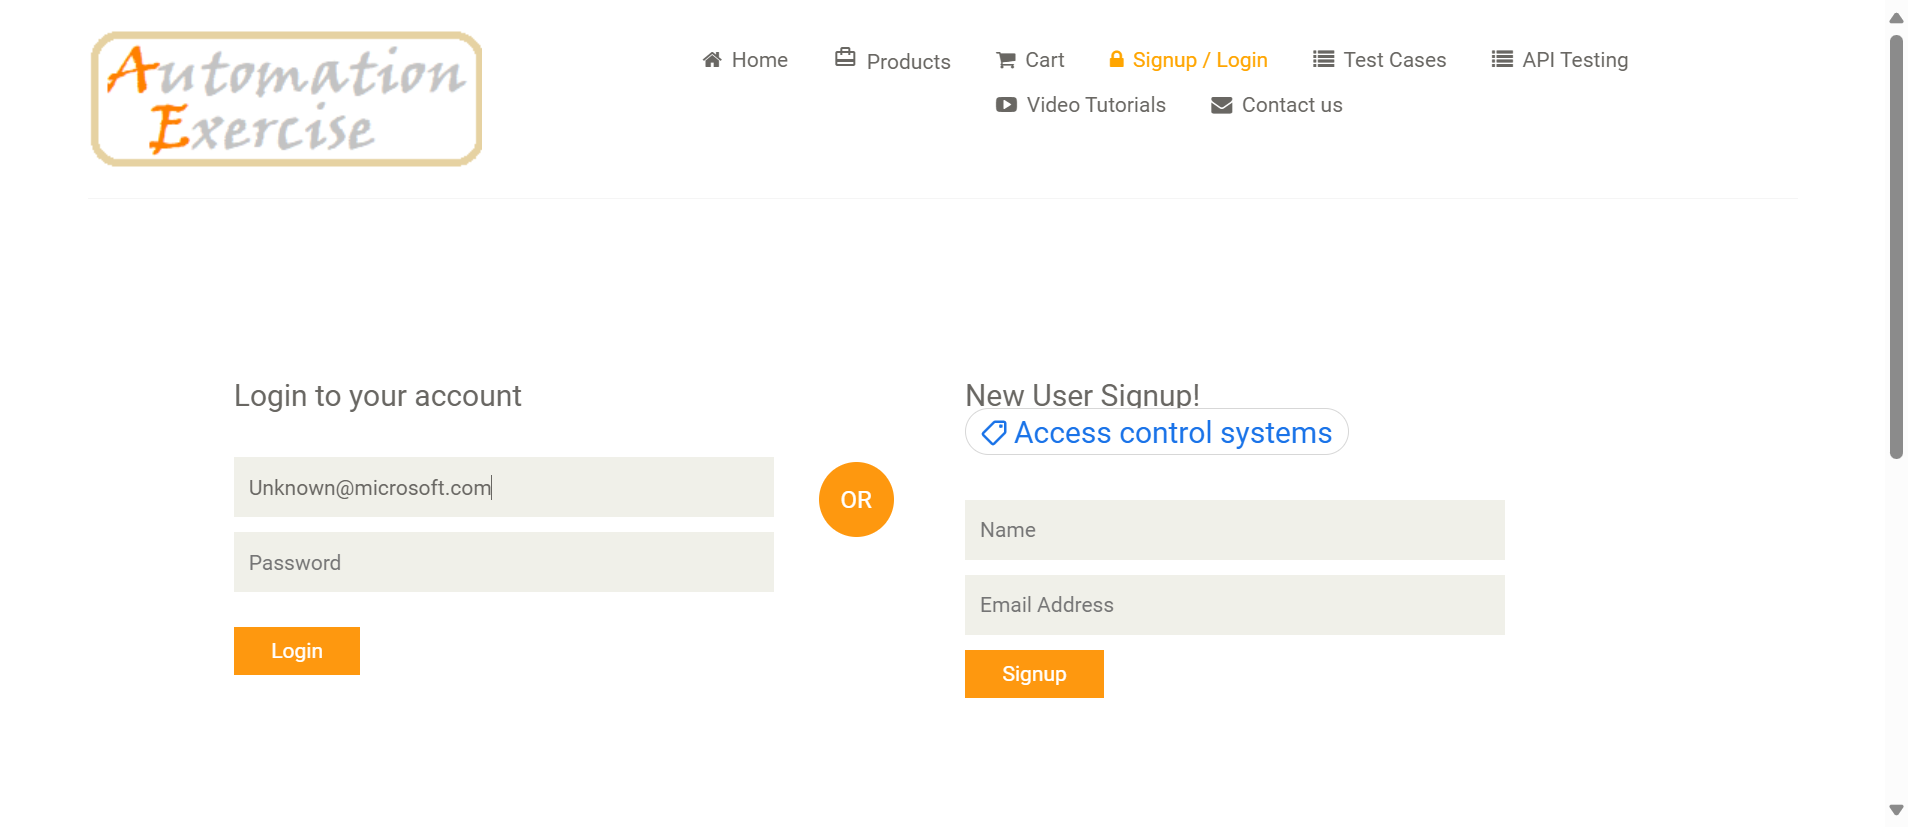 Automation
Exercise
Home
Products
Cart
Signup / Login
Test Cases
API Testing
Video Tutorials
Contact us
Login to your account
Unknown@microsoft.com
Password
Login
OR
New User Signup!
Access control systems
Name
Email Address
Signup